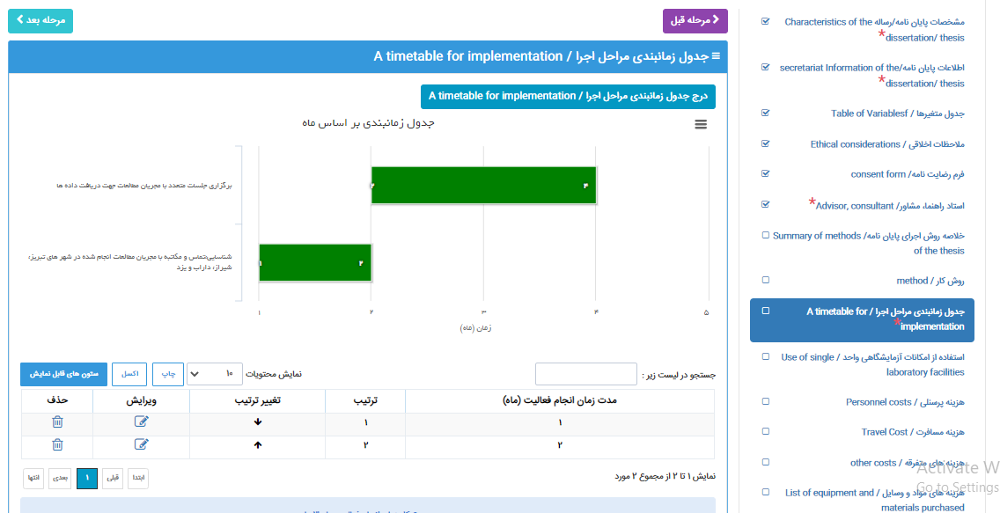 مشخصات پایان نامه/رساله Characteristics of the
dissertation/ thesis*
اطلاعات پایان نامه/secretariat Information of the
dissertation/ thesis*
جدول متغیرها / Table of Variablesf
ملاحظات اخلاقی / Ethical considerations
فرم رضایت نامه/ consent form
استاد راهنما، مشاور/ Advisor, consultant*
خلاصه روش اجرای پایان نامه/ Summary of methods
of the thesis
روش کار / method
جدول زمانبندی مراحل اجرا / A timetable for
implementation*
استفاده از امکانات آزمایشگاهی واحد / Use of single
laboratory facilities
هزینه پرسنلی / Personnel costs
هزینه مسافرت / Travel Cost
هزینه های متفرقه / other costs
هزینه های مواد و وسایل / List of equipment and
materials purchased
Activate W
Go to Settings
مرحله قبل
مرحله بعد
جدول زمانبندی مراحل اجرا / A timetable for implementation
درج جدول زمانبندی مراحل اجرا / A timetable for implementation
جدول زمانبندی بر اساس ماه
برگزاری جلسات متعدد با مجریان مطالعات جهت دریافت داده ها
۲ ۴
شناسایی،تماس و مکاتبه با مجریان مطالعات انجام شده در شهر های تبریز،
شیراز، داراب و یزد
۱ ۲
۱ ۲ ۳ ۴ ۵
زمان (ماه)
جستجو در لیست زیر :
نمایش محتویات ۱۰
چاپ
اکسل
ستون های قابل نمایش
مدت زمان انجام فعالیت (ماه) ترتیب تغییر ترتیب ویرایش حذف
۱ ۱
۲ ۲
نمایش ۱ تا ۲ از مجموع ۲ مورد
ابتدا قبلی ۱ بعدی انتها